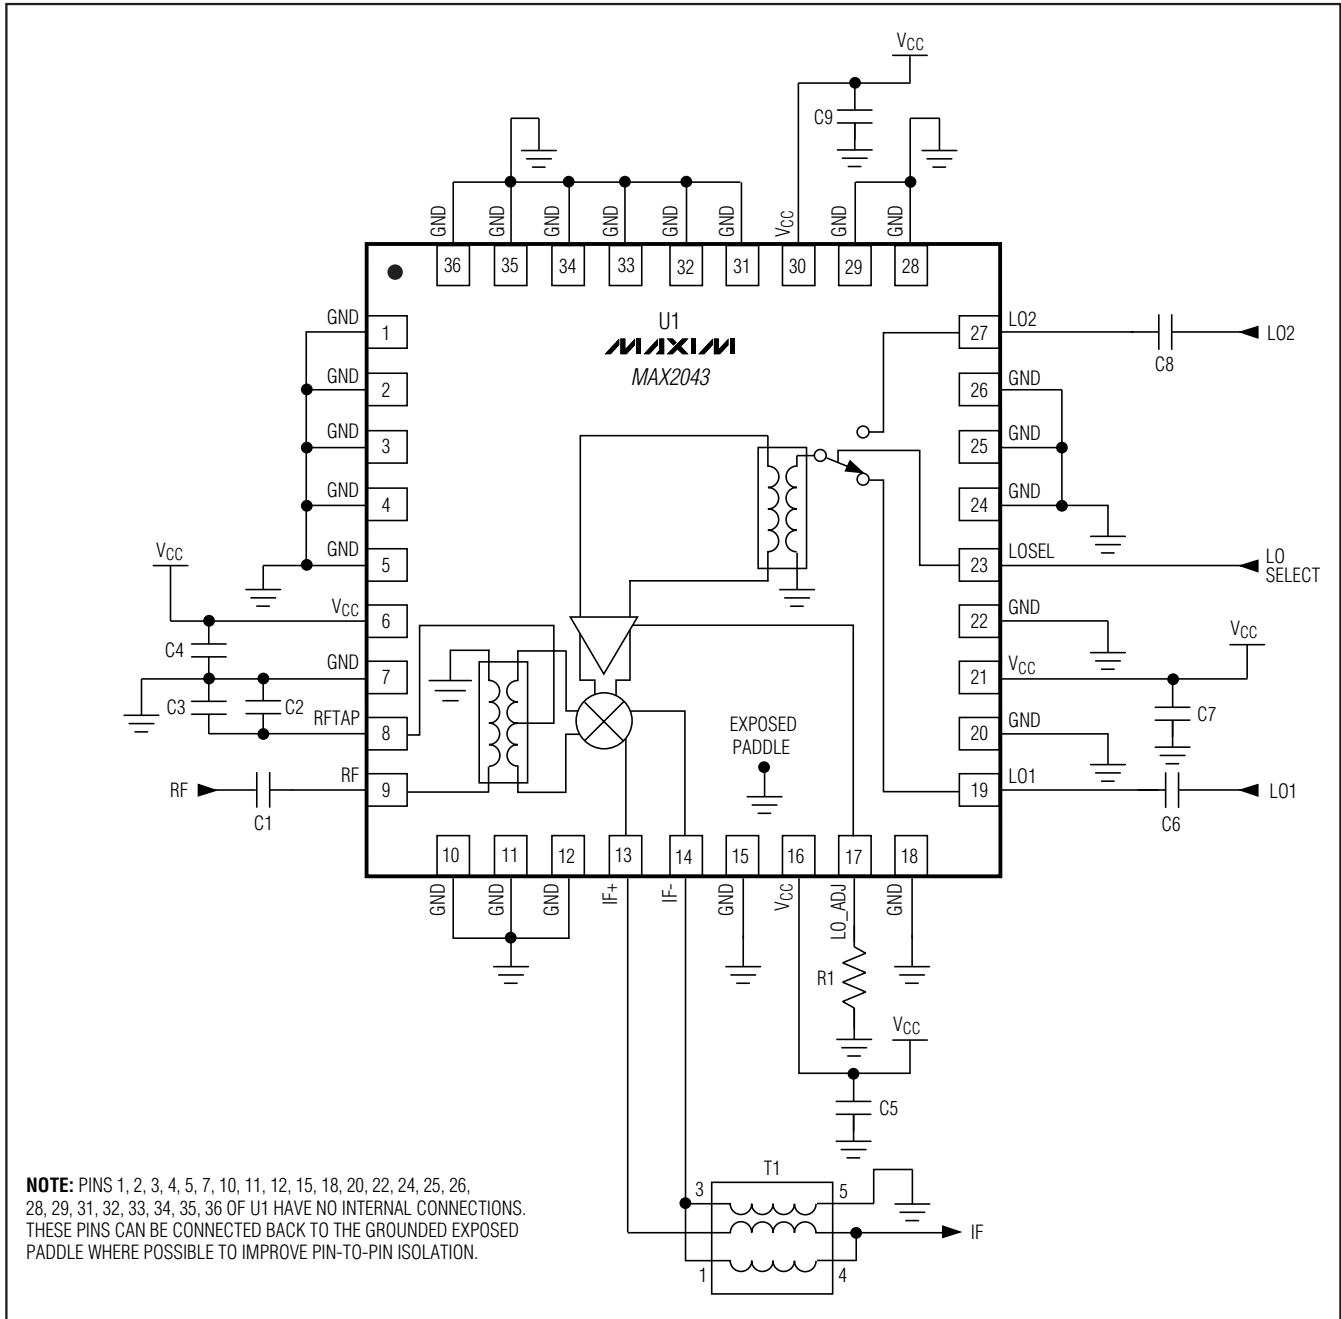 VCC
C9
GND
GND
GND
GND
GND
GND
VCC
GND
GND
36
35
34
33
32
31
30
29
28
U1
MAXIM
MAX2043
GND
1
GND
2
GND
3
GND
4
GND
5
VCC
VCC
6
C4
GND
7
C3
C2
RFTAP
8
RF
RF
9
C1
27
LO2
LO2
C8
26
GND
25
GND
24
GND
23
LOSEL
LO
SELECT
22
GND
VCC
21
VCC
C7
20
GND
19
LO1
LO1
C6
EXPOSED
PADDLE
10
11
12
13
14
15
16
17
18
GND
GND
GND
IF+
IF-
GND
VCC
LO_ADJ
GND
R1
VCC
C5
T1
3
5
IF
1
4
NOTE: PINS 1, 2, 3, 4, 5, 7, 10, 11, 12, 15, 18, 20, 22, 24, 25, 26,
28, 29, 31, 32, 33, 34, 35, 36 OF U1 HAVE NO INTERNAL CONNECTIONS.
THESE PINS CAN BE CONNECTED BACK TO THE GROUNDED EXPOSED
PADDLE WHERE POSSIBLE TO IMPROVE PIN-TO-PIN ISOLATION.